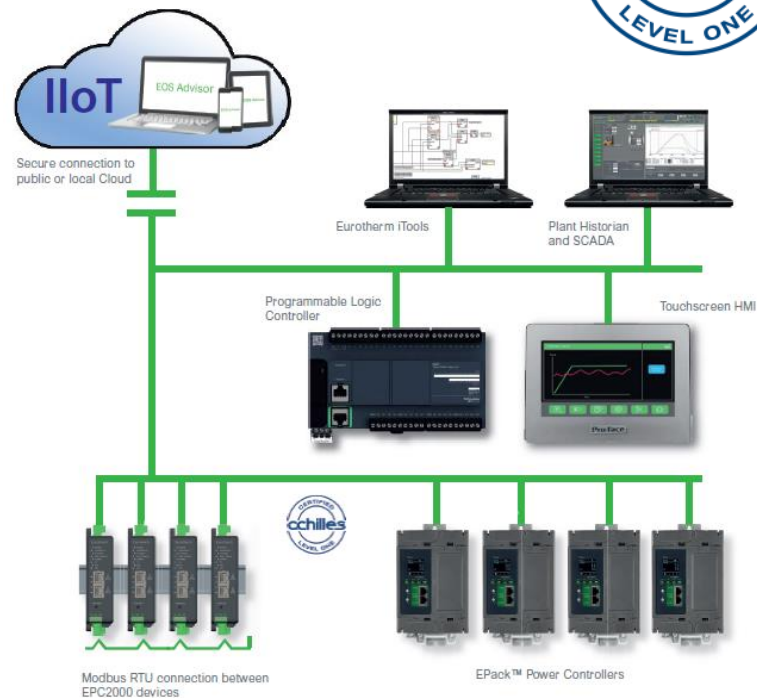 LEVEL ONE
IIoT
EOS Advisor
Secure connection to
public or local Cloud
Eurotherm iTools
Plant Historian
and SCADA
Programmable Logic
Controller
Touchscreen HMI
Pro-face
CERTIFIED
achilles
LEVEL ONE
Modbus RTU connection between
EPC2000 devices
EPack™ Power Controllers